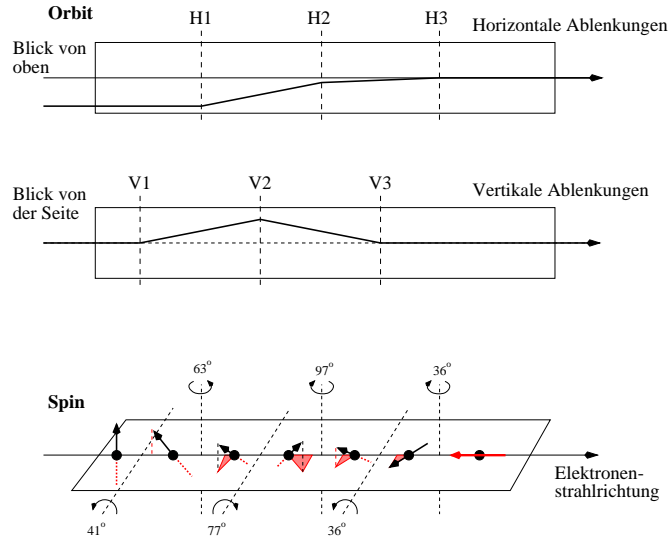 Orbit
H1 H2 H3
Horizontale Ablenkungen
Blick von
oben
V1 V2 V3
Vertikale Ablenkungen
Blick von
der Seite
63° 97° 36°
Spin
Elektronen-
strahlrichtung
41° 77° 36°